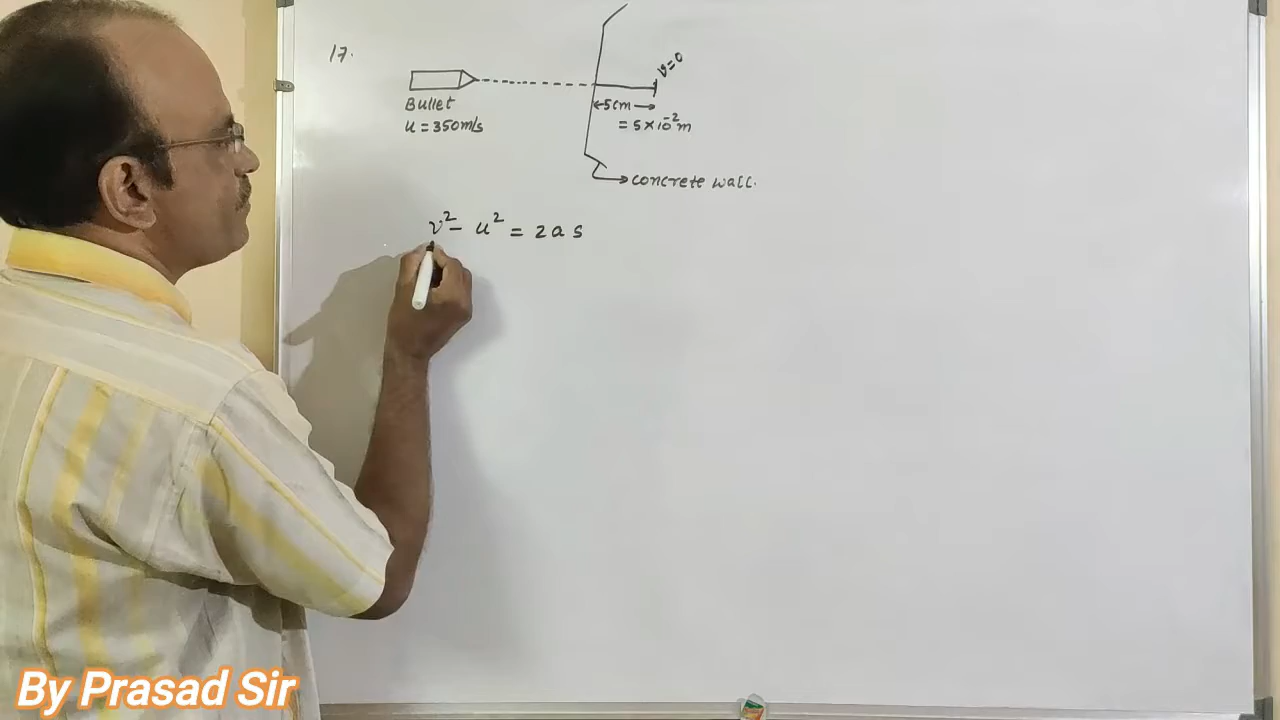 17.
v=0
Bullet
u = 350m/s
5cm
= 5×10⁻²m
concrete wall.
v² - u² = 2as
By Prasad Sir